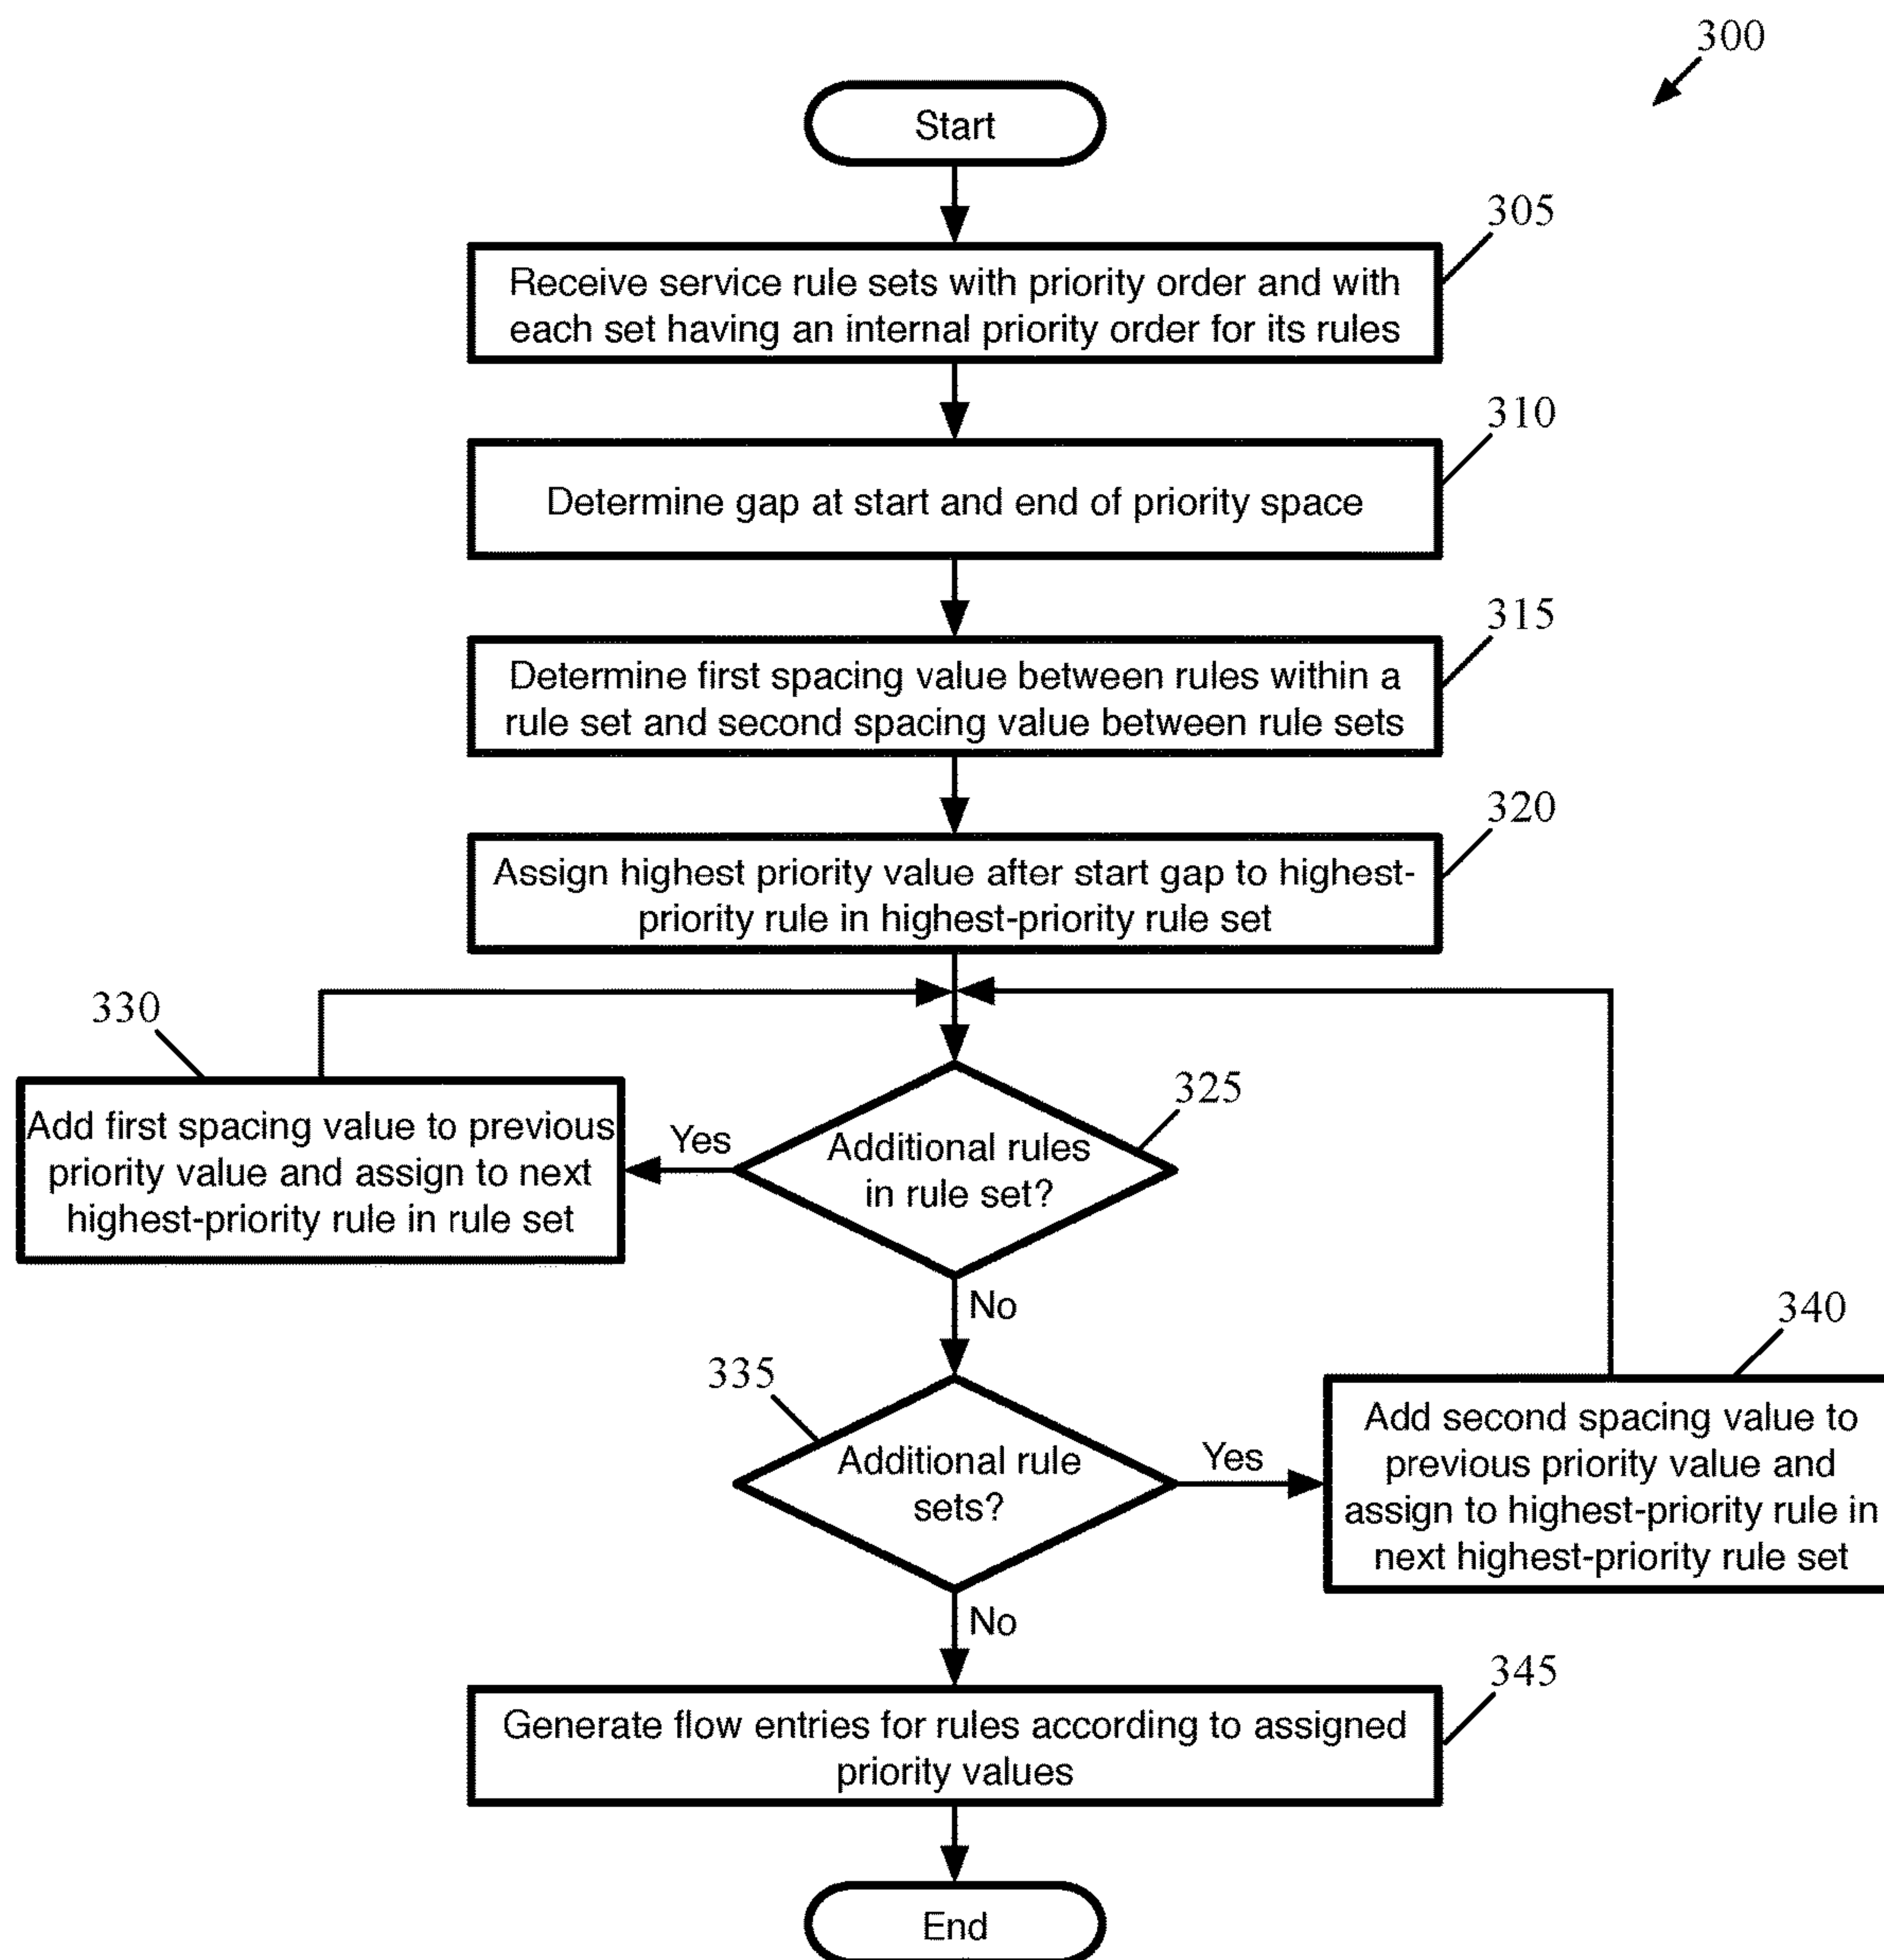 300
Start
305
Receive service rule sets with priority order and with
each set having an internal priority order for its rules
310
Determine gap at start and end of priority space
315
Determine first spacing value between rules within a
rule set and second spacing value between rule sets
320
Assign highest priority value after start gap to highest-
priority rule in highest-priority rule set
330
Add first spacing value to previous
priority value and assign to next
highest-priority rule in rule set
Yes
325
Additional rules
in rule set?
No
335
Additional rule
sets?
Yes
340
Add second spacing value to
previous priority value and
assign to highest-priority rule in
next highest-priority rule set
No
345
Generate flow entries for rules according to assigned
priority values
End